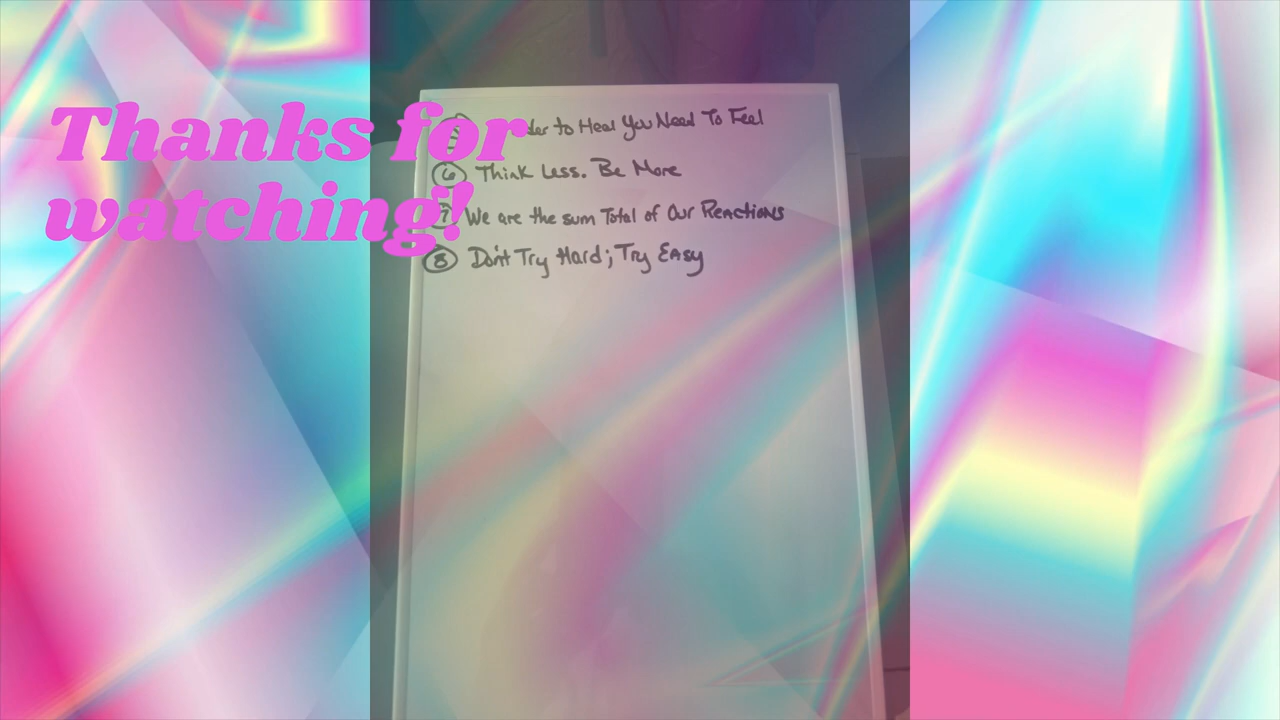 Thanks for
watching!
to Heal You Need To Feel
6 Think Less. Be More
7 We are the sum Total of Our Reactions
8 Don't Try Hard; Try Easy